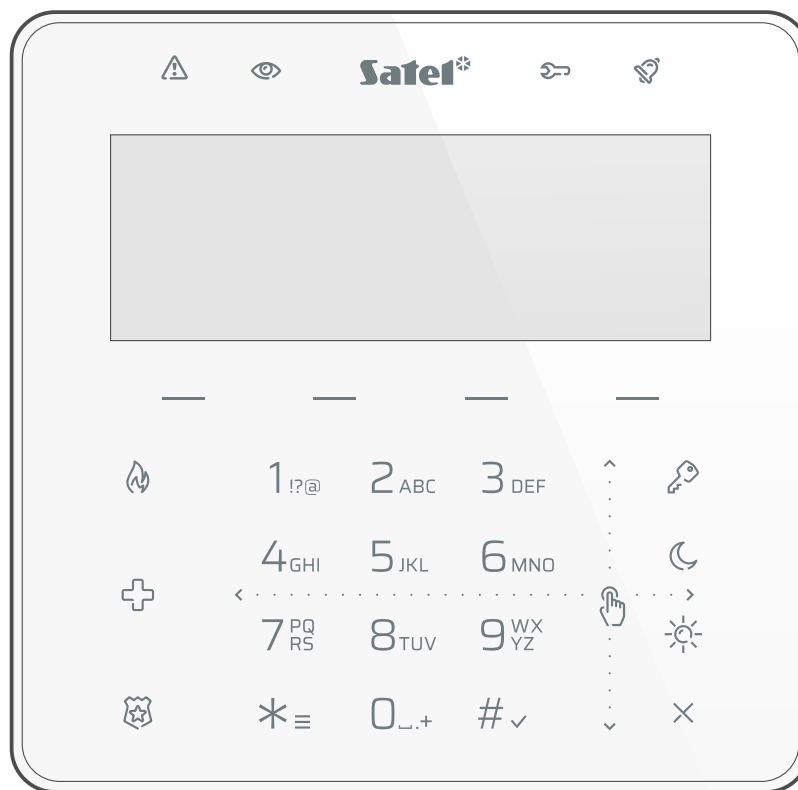 Satel
1 !?@ 2 ABC 3 DEF
4 GHI 5 JKL 6 MNO
7 PQRS 8 TUV 9 WXYZ
* 0 ⎵.+ #